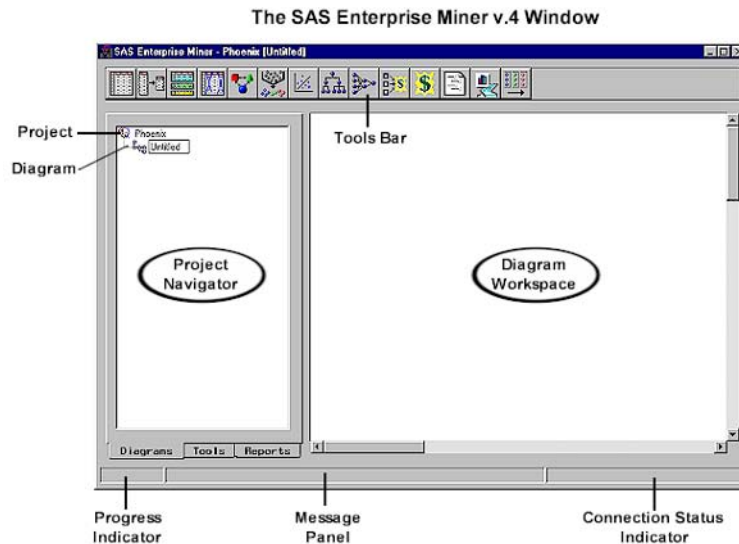 The SAS Enterprise Miner v.4 Window
SAS Enterprise Miner - Phoenix [Untitled]
Project
Phoenix
Tools Bar
Diagram
Untitled
Project
Navigator
Diagram
Workspace
Diagrams
Tools
Reports
Progress
Indicator
Message
Panel
Connection Status
Indicator